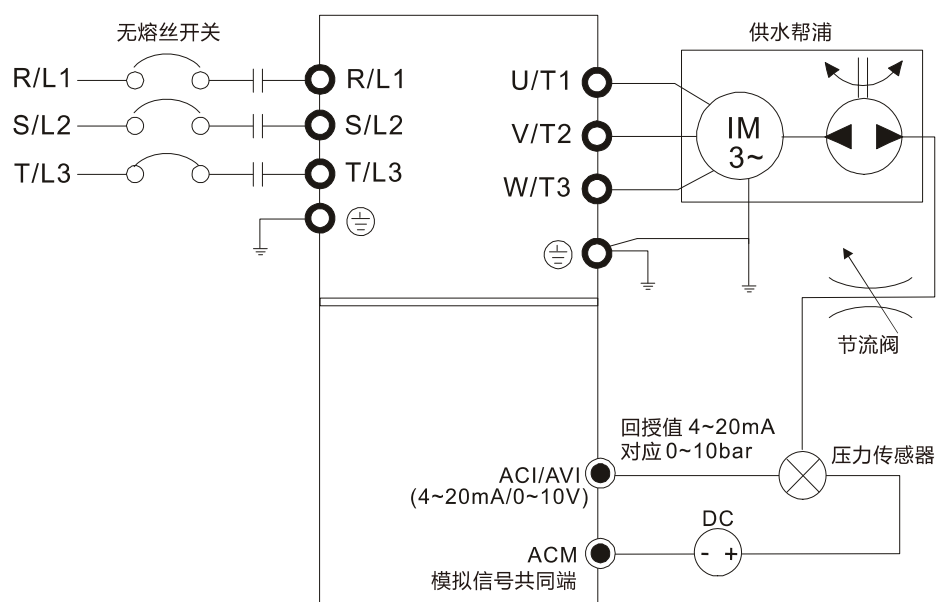 无熔丝开关
供水帮浦
R/L1
R/L1
U/T1
S/L2
S/L2
V/T2
IM
3~
T/L3
T/L3
W/T3
节流阀
回授值 4~20mA
对应 0~10bar
压力传感器
ACI/AVI
(4~20mA/0~10V)
DC
- +
ACM
模拟信号共同端